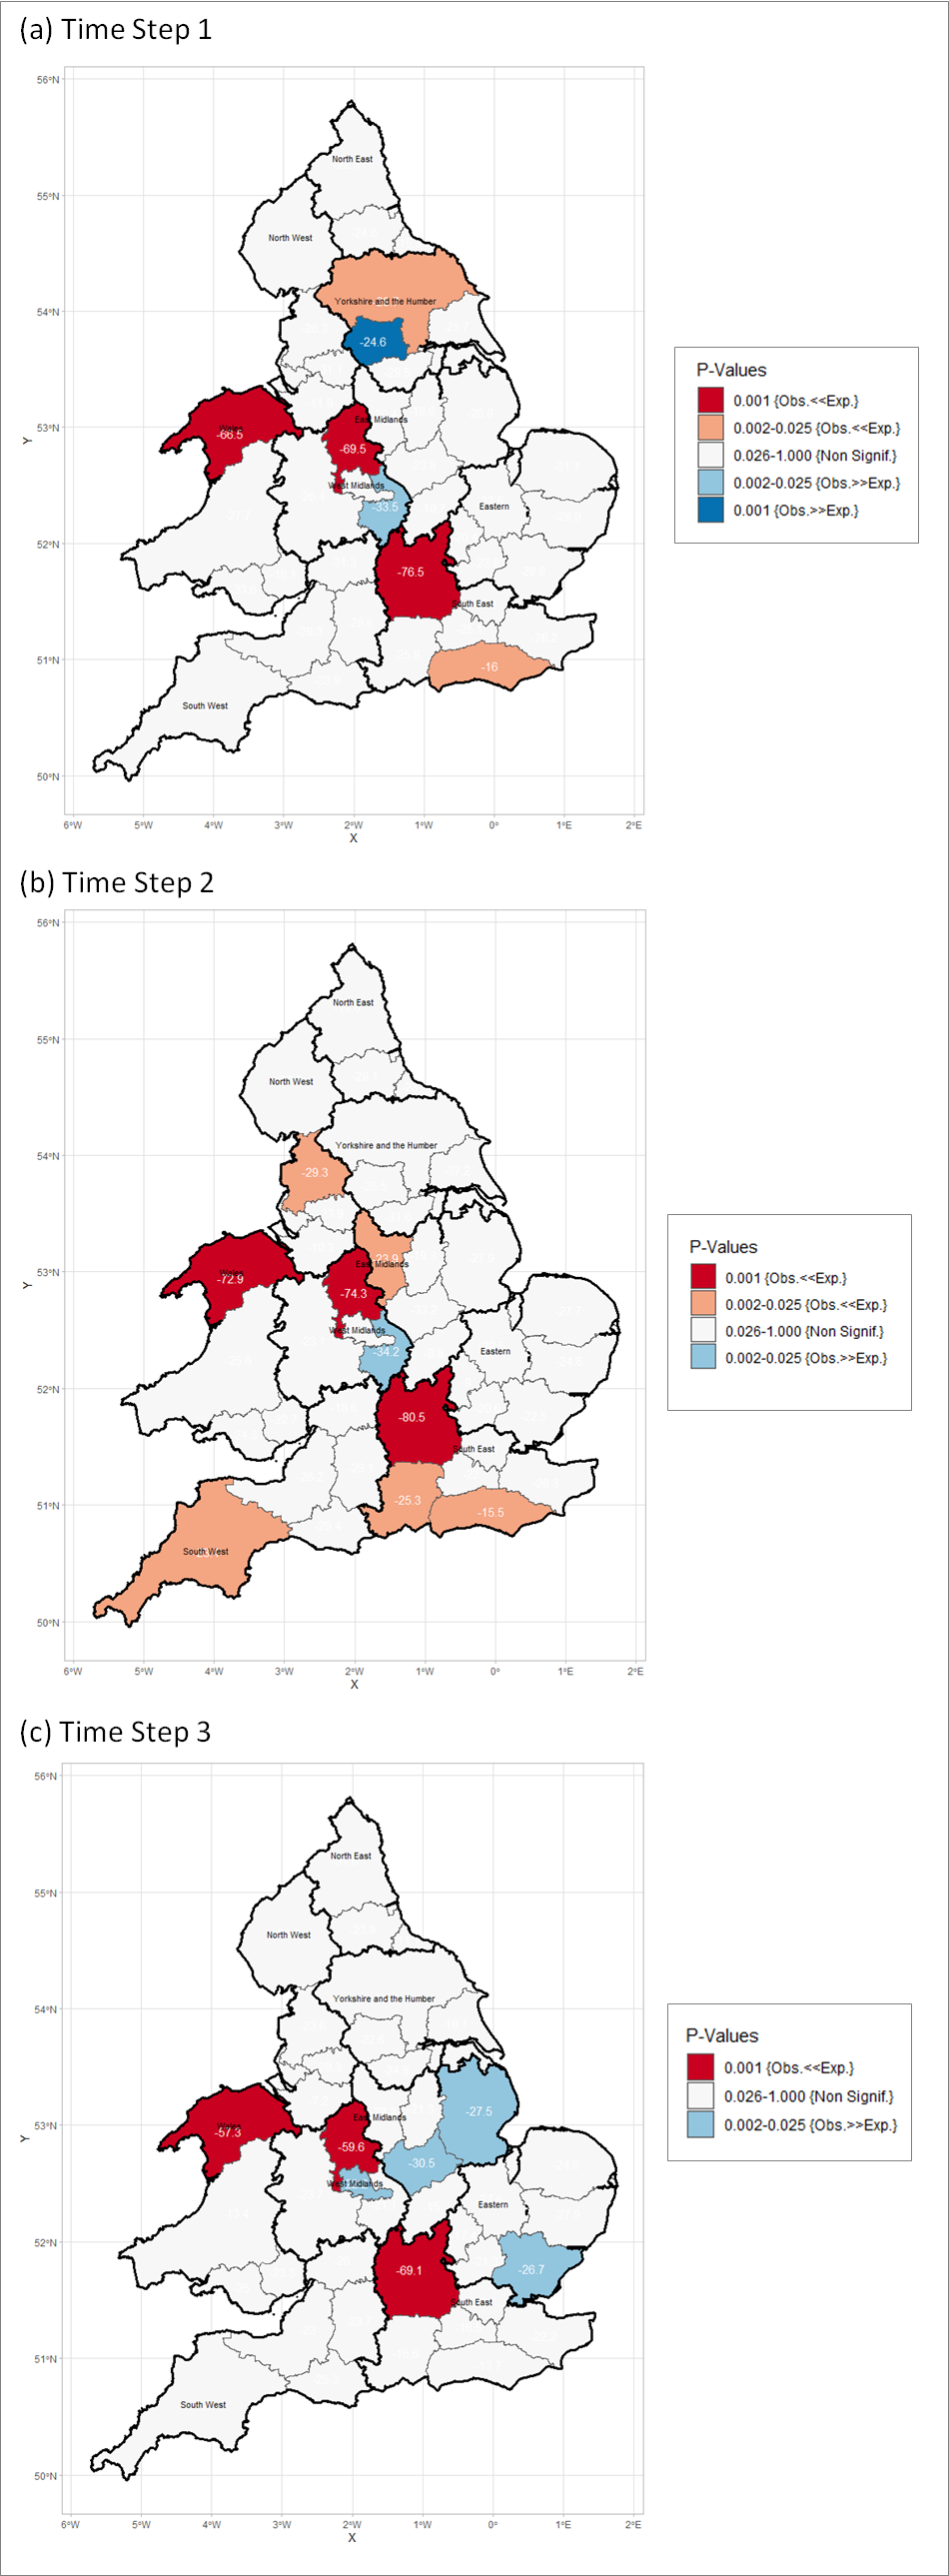 (a) Time Step 1
56°N
North East
55°N
North West
54°N
Yorkshire and the Humber
-24.6
P-Values
0.001 {Obs.<<Exp.}
0.002-0.025 {Obs.<<Exp.}
0.026-1.000 {Non Signif.}
0.002-0.025 {Obs.>>Exp.}
0.001 {Obs.>>Exp.}
53°N
East Midlands
Wales
-66.5
-69.5
Y
West Midlands
-33.5
Eastern
52°N
-76.5
South East
51°N
-16
South West
50°N
6°W 5°W 4°W 3°W 2°W 1°W 0° 1°E 2°E
X
(b) Time Step 2
56°N
North East
55°N
North West
54°N
Yorkshire and the Humber
-29.3
P-Values
0.001 {Obs.<<Exp.}
0.002-0.025 {Obs.<<Exp.}
0.026-1.000 {Non Signif.}
0.002-0.025 {Obs.>>Exp.}
-23.9
East Midlands
53°N
Wales
-72.9
-74.3
Y
West Midlands
-34.2
Eastern
52°N
-80.5
South East
51°N
-25.3
-15.5
South West
50°N
6°W 5°W 4°W 3°W 2°W 1°W 0° 1°E 2°E
X
(c) Time Step 3
56°N
North East
55°N
North West
54°N
Yorkshire and the Humber
P-Values
0.001 {Obs.<<Exp.}
0.026-1.000 {Non Signif.}
0.002-0.025 {Obs.>>Exp.}
-27.5
East Midlands
53°N
Wales
-57.3
-59.6
Y
-30.5
West Midlands
Eastern
52°N
-69.1
-26.7
South East
51°N
South West
50°N
6°W 5°W 4°W 3°W 2°W 1°W 0° 1°E 2°E
X